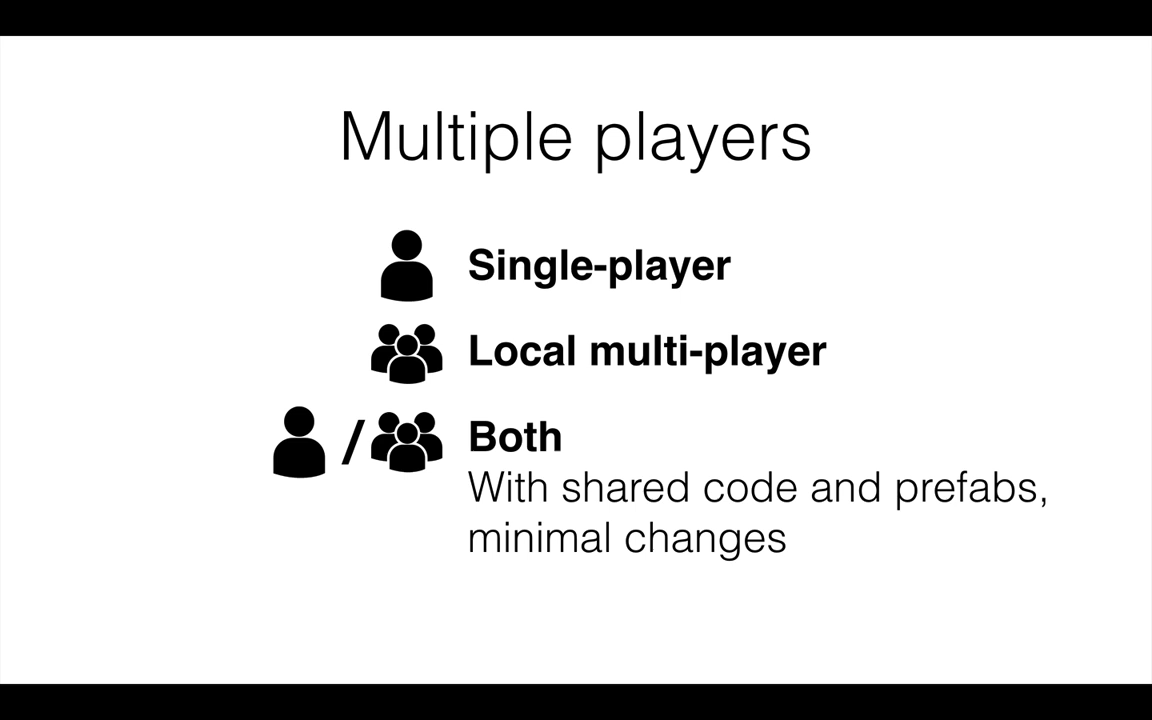 Multiple players
Single-player
Local multi-player
/ Both
With shared code and prefabs,
minimal changes